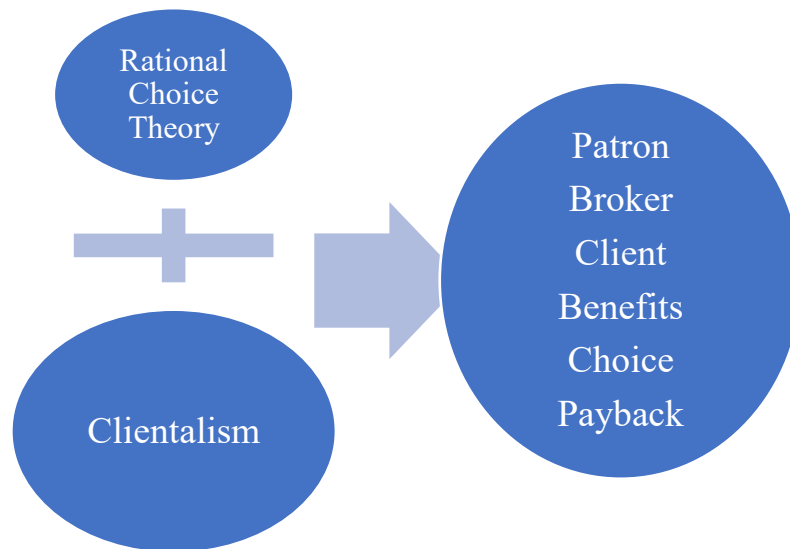 Rational
Choice
Theory
Clientalism
Patron
Broker
Client
Benefits
Choice
Payback